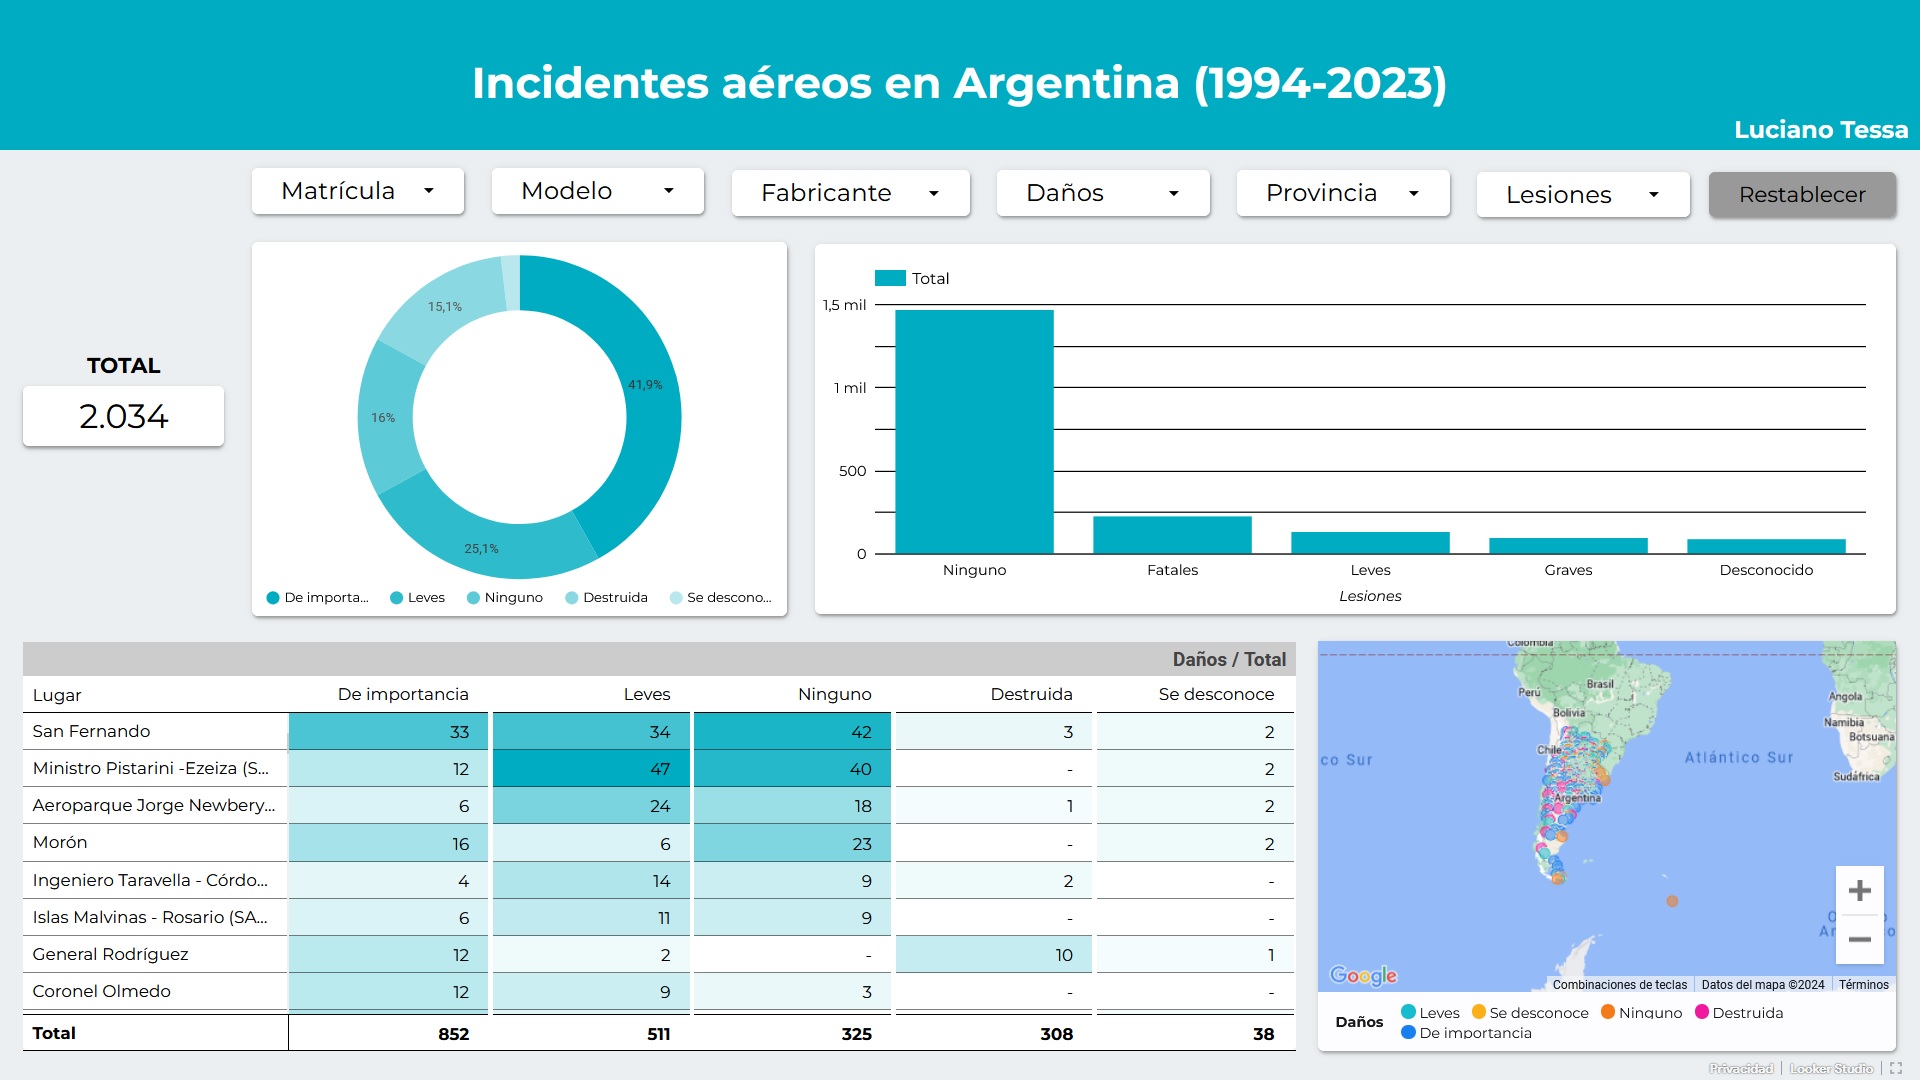 Incidentes aéreos en Argentina (1994-2023)
Luciano Tessa
Matrícula
Modelo
Fabricante
Daños
Provincia
Lesiones
Restablecer
TOTAL
2.034
15,1%
41,9%
16%
25,1%
De importa...
Leves
Ninguno
Destruida
Se descono...
Total
1,5 mil
1 mil
500
0
Ninguno
Fatales
Leves
Graves
Desconocido
Lesiones
Daños / Total
Lugar De importancia Leves Ninguno Destruida Se desconoce
San Fernando 33 34 42 3 2
Ministro Pistarini -Ezeiza (S... 12 47 40 - 2
Aeroparque Jorge Newbery... 6 24 18 1 2
Morón 16 6 23 - 2
Ingeniero Taravella - Córdo... 4 14 9 2 -
Islas Malvinas - Rosario (SA... 6 11 9 - -
General Rodríguez 12 2 - 10 1
Coronel Olmedo 12 9 3 - -
Total 852 511 325 308 38
Colombia
Perú
Brasil
Bolivia
Chile
Argentina
co Sur
Atlántico Sur
Angola
Namibia
Botsuana
Sudáfrica
Google
Combinaciones de teclas
Datos del mapa ©2024
Términos
Daños
Leves
Se desconoce
Ninguno
Destruida
De importancia
Privacidad
Looker Studio